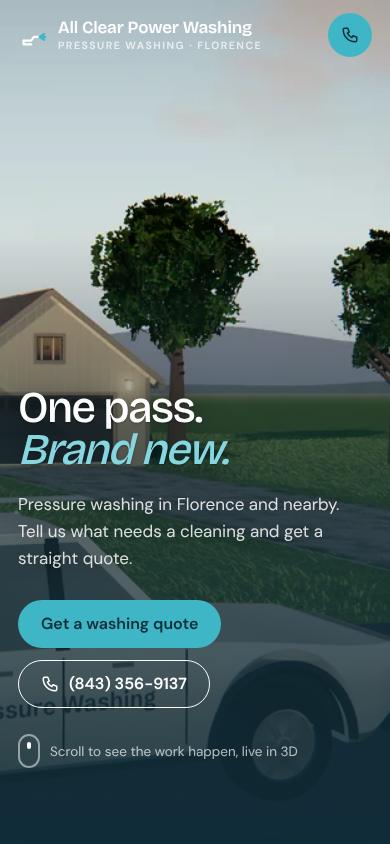 All Clear Power Washing
PRESSURE WASHING · FLORENCE
One pass.
Brand new.
Pressure washing in Florence and nearby.
Tell us what needs a cleaning and get a
straight quote.
Get a washing quote
(843) 356-9137
ssure Washing
Scroll to see the work happen, live in 3D